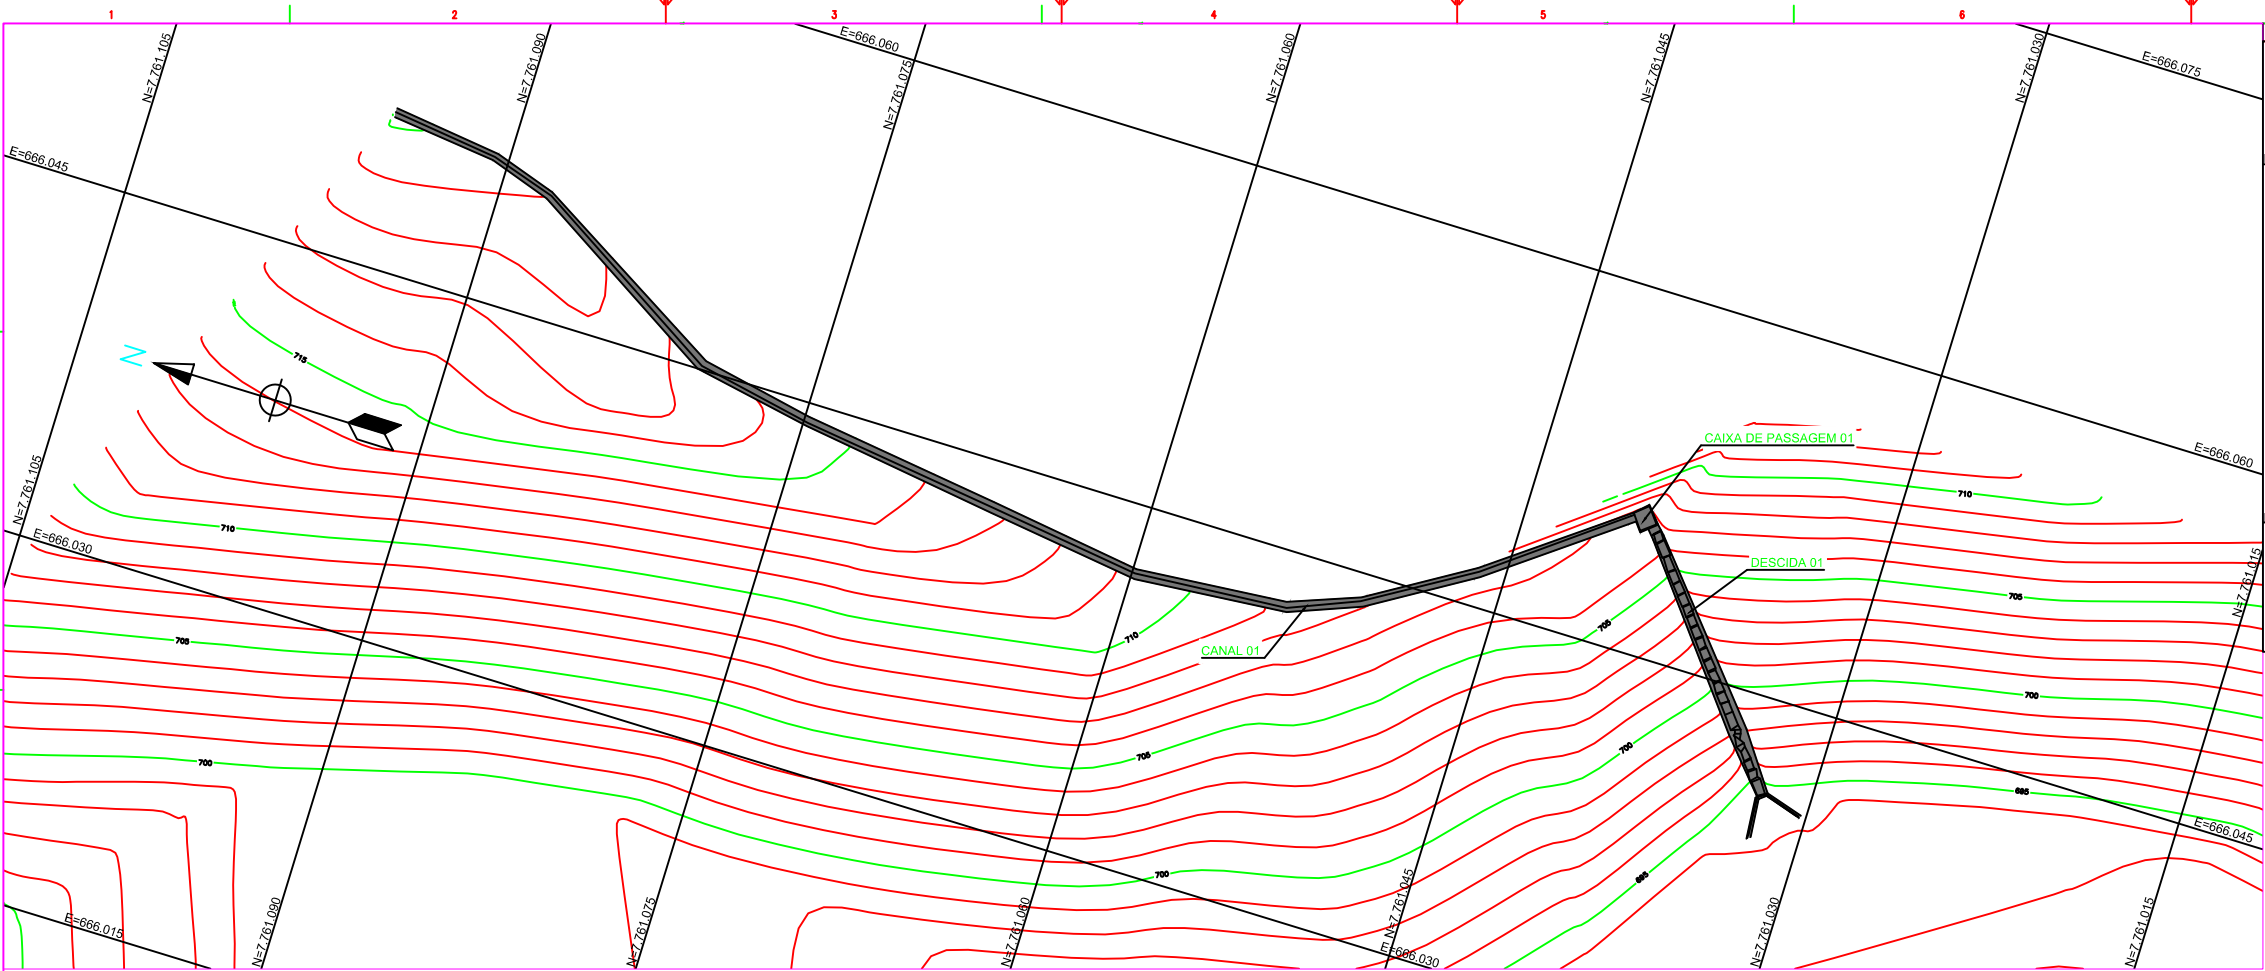 1 2 3 4 5 6
N=7.761.105
N=7.761.090
N=7.761.075
E=666.060
N=7.761.060
N=7.761.045
N=7.761.030
E=666.075
E=666.045
N
715
CAIXA DE PASSAGEM 01
E=666.060
710
N=7.761.105
710
E=666.030
DESCIDA 01
N=7.761.015
705
705
710
705
CANAL 01
700
705
700
700
695
E=666.045
700
695
E=666.015
N=7.761.090
N=7.761.075
N=7.761.060
N=7.761.045
E=666.030
N=7.761.030
N=7.761.015